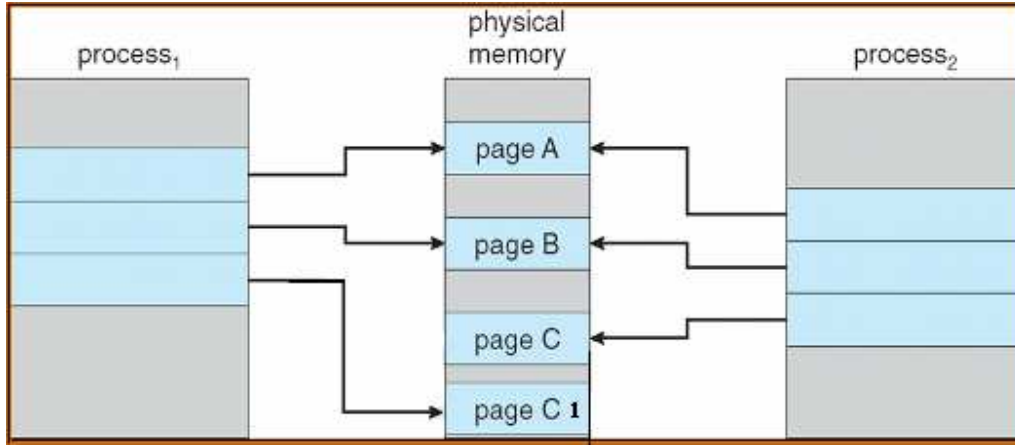 physical
memory
process₁
process₂
page A
page B
page C
page C 1